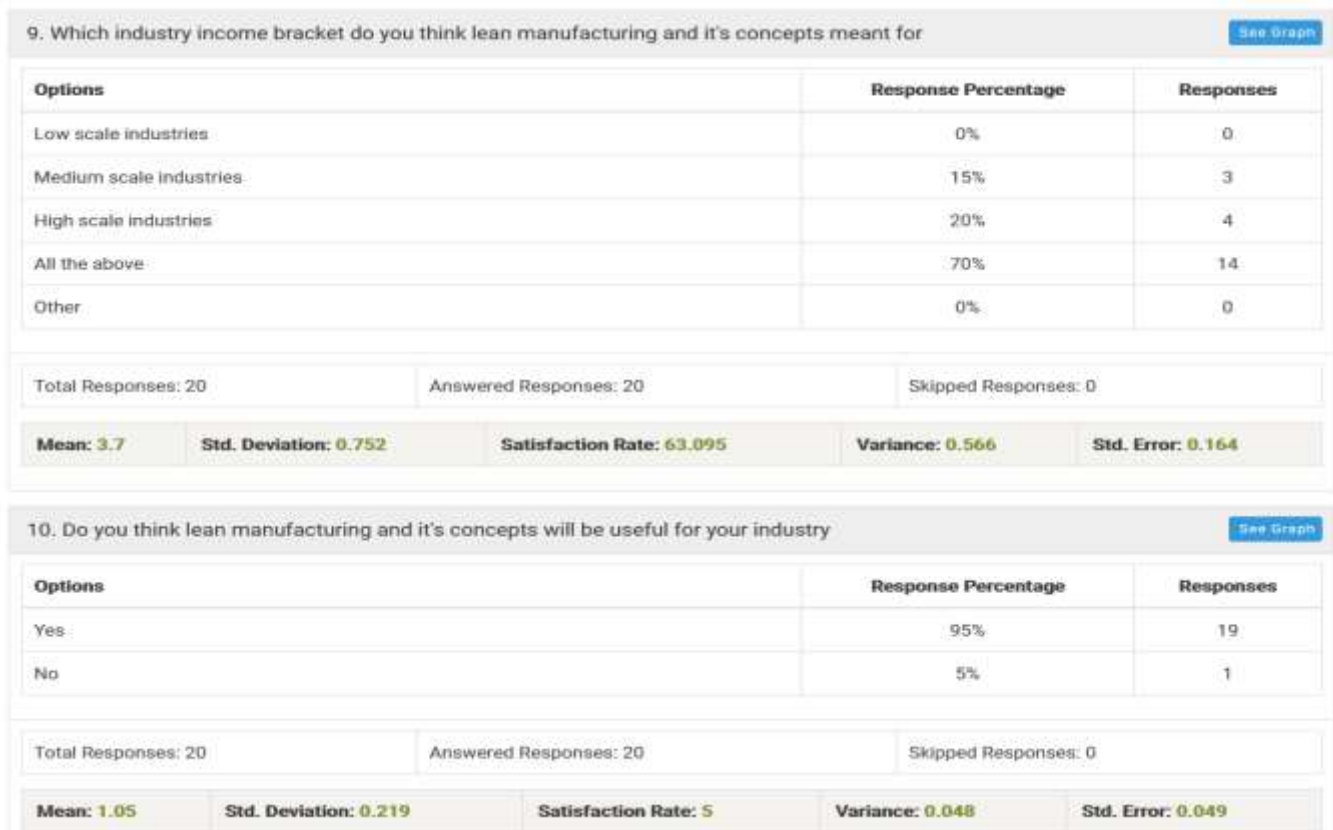 9. Which industry income bracket do you think lean manufacturing and it's concepts meant for See Graph
Options Response Percentage Responses
Low scale industries 0% 0
Medium scale industries 15% 3
High scale industries 20% 4
All the above 70% 14
Other 0% 0
Total Responses: 20 Answered Responses: 20 Skipped Responses: 0
Mean: 3.7 Std. Deviation: 0.752 Satisfaction Rate: 63.095 Variance: 0.566 Std. Error: 0.164
10. Do you think lean manufacturing and it's concepts will be useful for your industry See Graph
Options Response Percentage Responses
Yes 95% 19
No 5% 1
Total Responses: 20 Answered Responses: 20 Skipped Responses: 0
Mean: 1.05 Std. Deviation: 0.219 Satisfaction Rate: 5 Variance: 0.048 Std. Error: 0.049